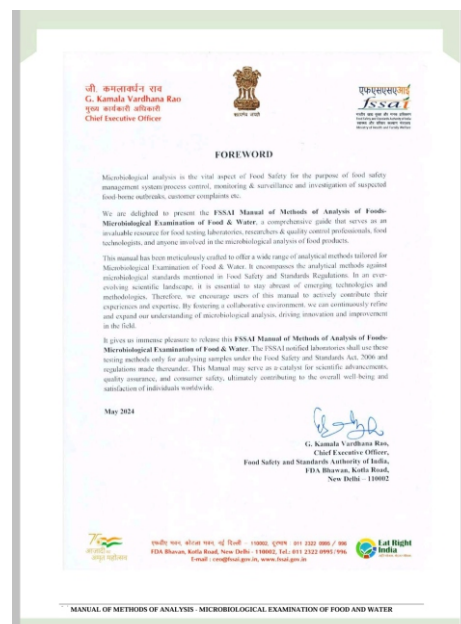 जी. कमलावर्धन राव
G. Kamala Vardhana Rao
मुख्य कार्यकारी अधिकारी
Chief Executive Officer
एफएसएसएआई
fssai
FOREWORD
Microbiological analysis is the vital aspect of Food Safety for the purpose of food safety
management system/process control, monitoring & surveillance and investigation of suspected
food-borne outbreaks, customer complaints etc.
We are delighted to present the FSSAI Manual of Methods of Analysis of Foods-
Microbiological Examination of Food & Water, a comprehensive guide that serves as an
invaluable resource for food testing laboratories, researchers & quality control professionals, food
technologists, and anyone involved in the microbiological analysis of food products.
This manual has been meticulously crafted to offer a wide range of analytical methods tailored for
Microbiological Examination of Food & Water. It encompasses the analytical methods against
microbiological standards mentioned in Food Safety and Standards Regulations. In an ever-
evolving scientific landscape, it is essential to stay abreast of emerging technologies and
methodologies. Therefore, we encourage users of this manual to actively contribute their
experiences and expertise. By fostering a collaborative environment, we can continuously refine
and expand our understanding of microbiological analysis, driving innovation and improvement
in the field.
It gives us immense pleasure to release this FSSAI Manual of Methods of Analysis of Foods-
Microbiological Examination of Food & Water. The FSSAI notified laboratories shall use these
testing methods only for analysing samples under the Food Safety and Standards Act, 2006 and
regulations made thereunder. This Manual may serve as a catalyst for scientific advancements,
quality assurance, and consumer safety, ultimately contributing to the overall well-being and
satisfaction of individuals worldwide.
May 2024
G. Kamala Vardhana Rao,
Chief Executive Officer,
Food Safety and Standards Authority of India,
FDA Bhawan, Kotla Road,
New Delhi – 110002
आज़ादी का
अमृत महोत्सव
एफडीए भवन, कोटला मार्ग, नई दिल्ली - 110002, दूरभाष : 011 2322 0995 / 996
FDA Bhavan, Kotla Road, New Delhi - 110002, Tel.: 011 2322 0995/996
E-mail : ceo@fssai.gov.in, www.fssai.gov.in
Eat Right
India
MANUAL OF METHODS OF ANALYSIS - MICROBIOLOGICAL EXAMINATION OF FOOD AND WATER